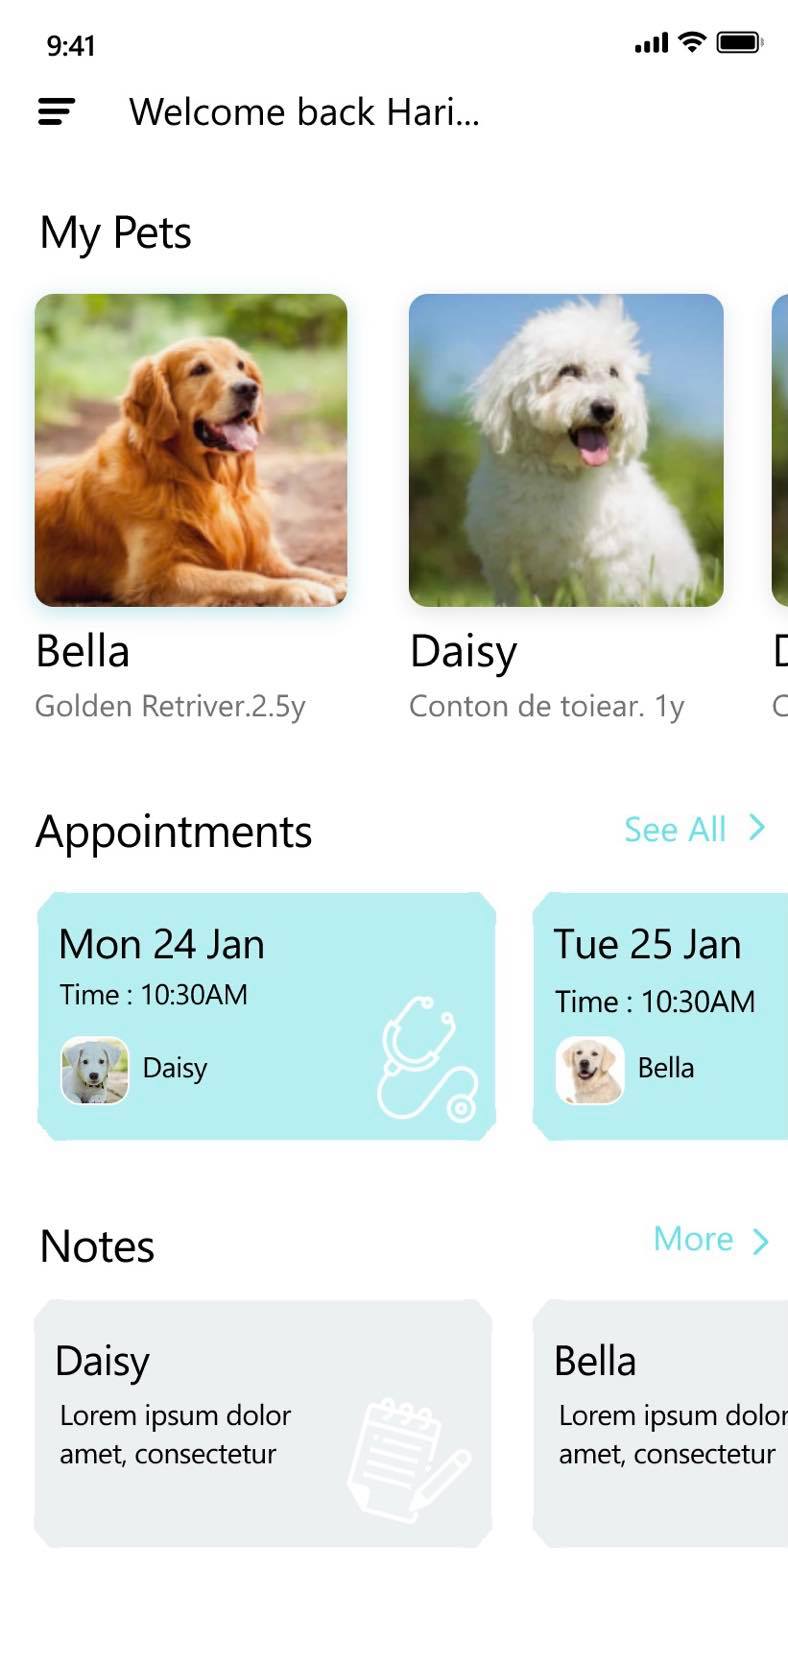 9:41
Welcome back Hari...
My Pets
Bella
Daisy
Golden Retriver.2.5y
Conton de toiear. 1y
Appointments
See All
Mon 24 Jan
Time : 10:30AM
Daisy
Tue 25 Jan
Time : 10:30AM
Bella
Notes
More
Daisy
Lorem ipsum dolor
amet, consectetur
Bella
Lorem ipsum dolor
amet, consectetur